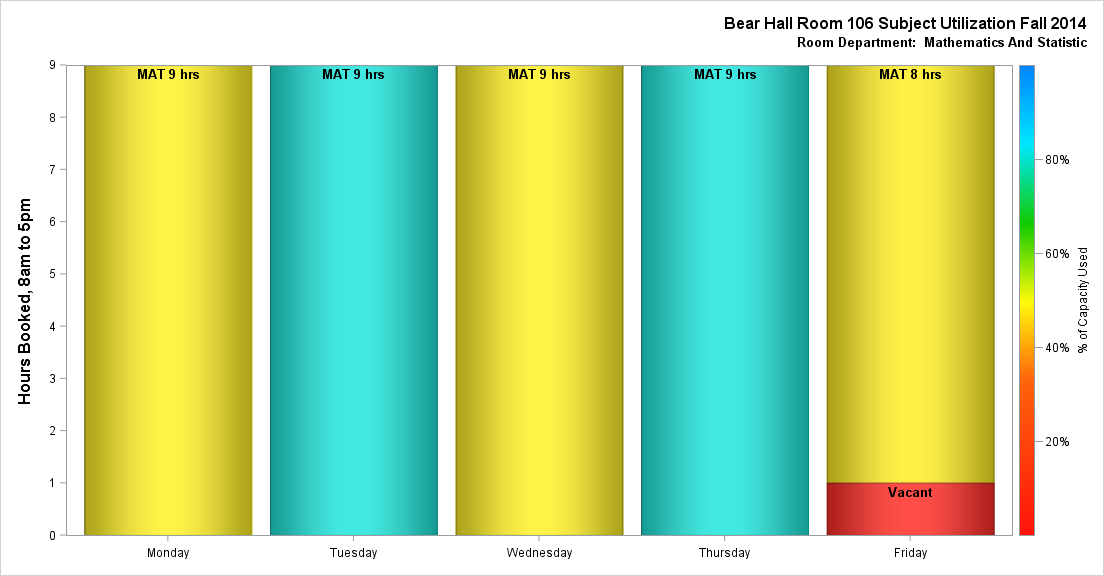 Bear Hall Room 106 Subject Utilization Fall 2014
Room Department:  Mathematics And Statistic
Hours Booked, 8am to 5pm
9
8
7
6
5
4
3
2
1
0
MAT 9 hrs
MAT 9 hrs
MAT 9 hrs
MAT 9 hrs
MAT 8 hrs
Vacant
Monday
Tuesday
Wednesday
Thursday
Friday
80%
60%
40%
20%
% of Capacity Used